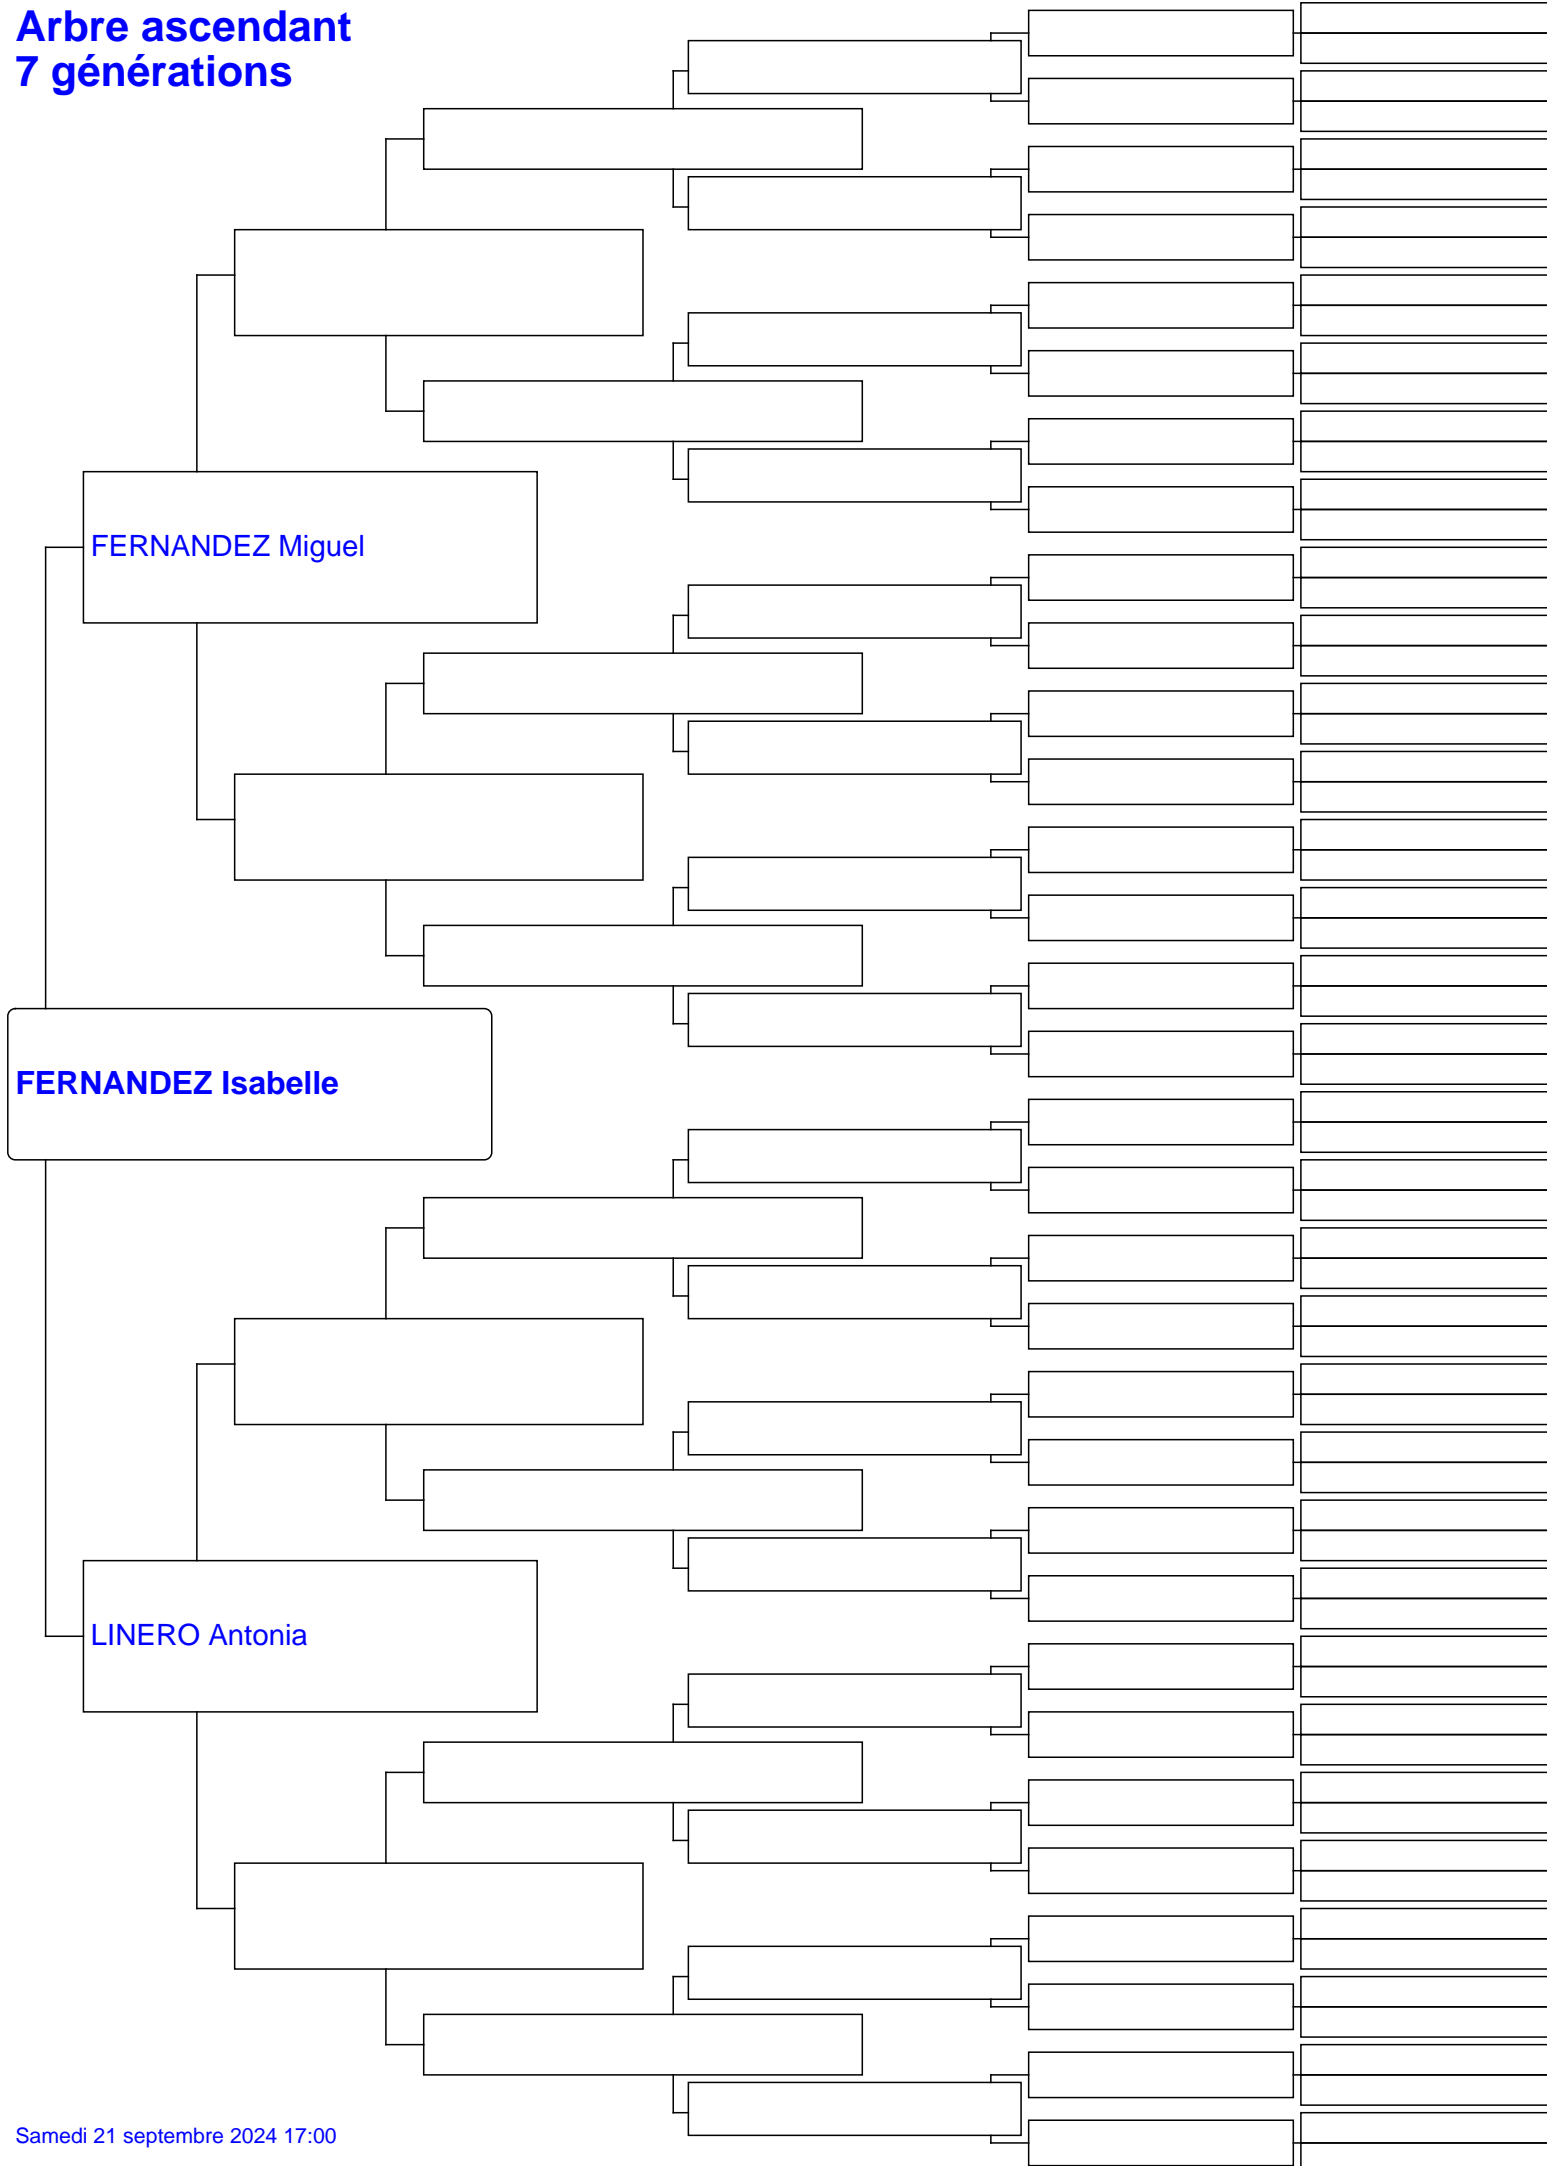 Arbre ascendant
7 générations
FERNANDEZ Miguel
FERNANDEZ Isabelle
LINERO Antonia
Samedi 21 septembre 2024 17:00